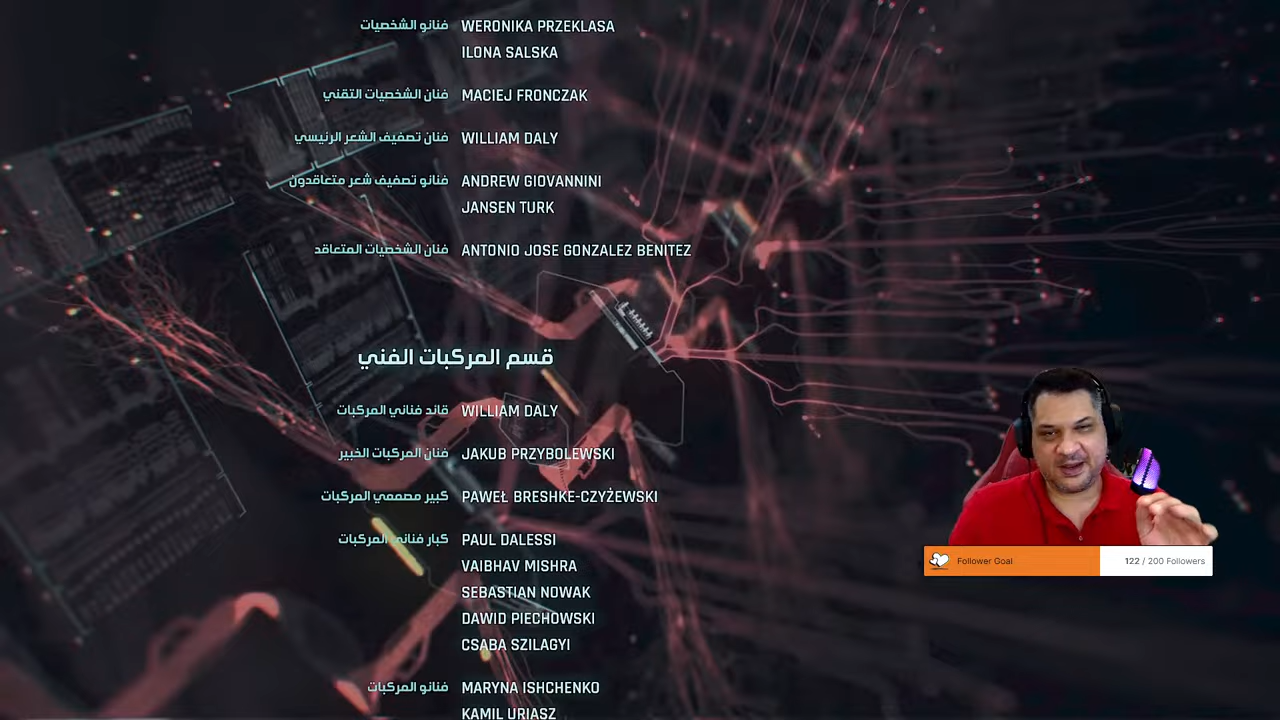 فنانو الشخصيات WERONIKA PRZEKLASA
ILONA SALSKA
فنان الشخصيات التقني MACIEJ FRONCZAK
فنان تصفيف الشعر الرئيسي WILLIAM DALY
فنانو تصفيف شعر متعاقدون ANDREW GIOVANNINI
JANSEN TURK
فنان الشخصيات المتعاقد ANTONIO JOSE GONZALEZ BENITEZ
قسم المركبات الفني
قائد فناني المركبات WILLIAM DALY
فنان المركبات الخبير JAKUB PRZYBOLEWSKI
كبير مصممي المركبات PAWEŁ BRESHKE-CZYŻEWSKI
كبار فناني المركبات PAUL DALESSI
VAIBHAV MISHRA
SEBASTIAN NOWAK
DAWID PIECHOWSKI
CSABA SZILAGYI
Follower Goal 122 / 200 Followers
فنانو المركبات MARYNA ISHCHENKO
KAMIL URIASZ